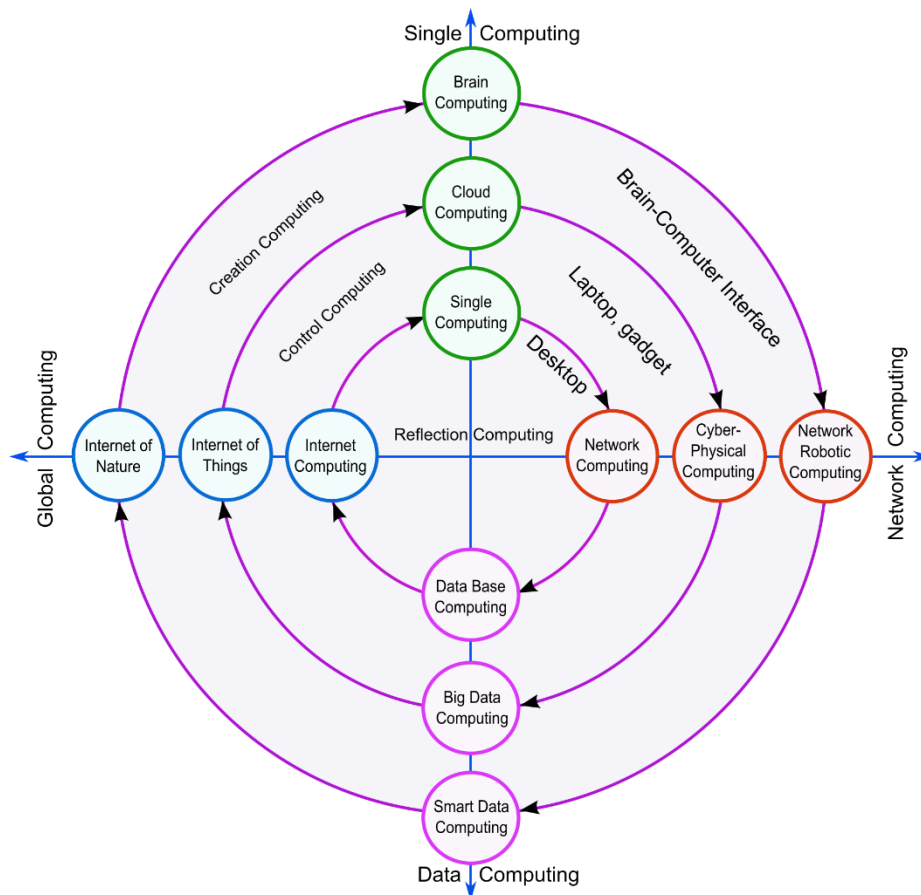 Single Computing
Brain
Computing
Cloud
Computing
Single
Computing
Creation Computing
Control Computing
Brain-Computer Interface
Laptop, gadget
Desktop
Global Computing
Internet of
Nature
Internet of
Things
Internet
Computing
Reflection Computing
Network
Computing
Cyber-
Physical
Computing
Network
Robotic
Computing
Network Computing
Data Base
Computing
Big Data
Computing
Smart Data
Computing
Data Computing